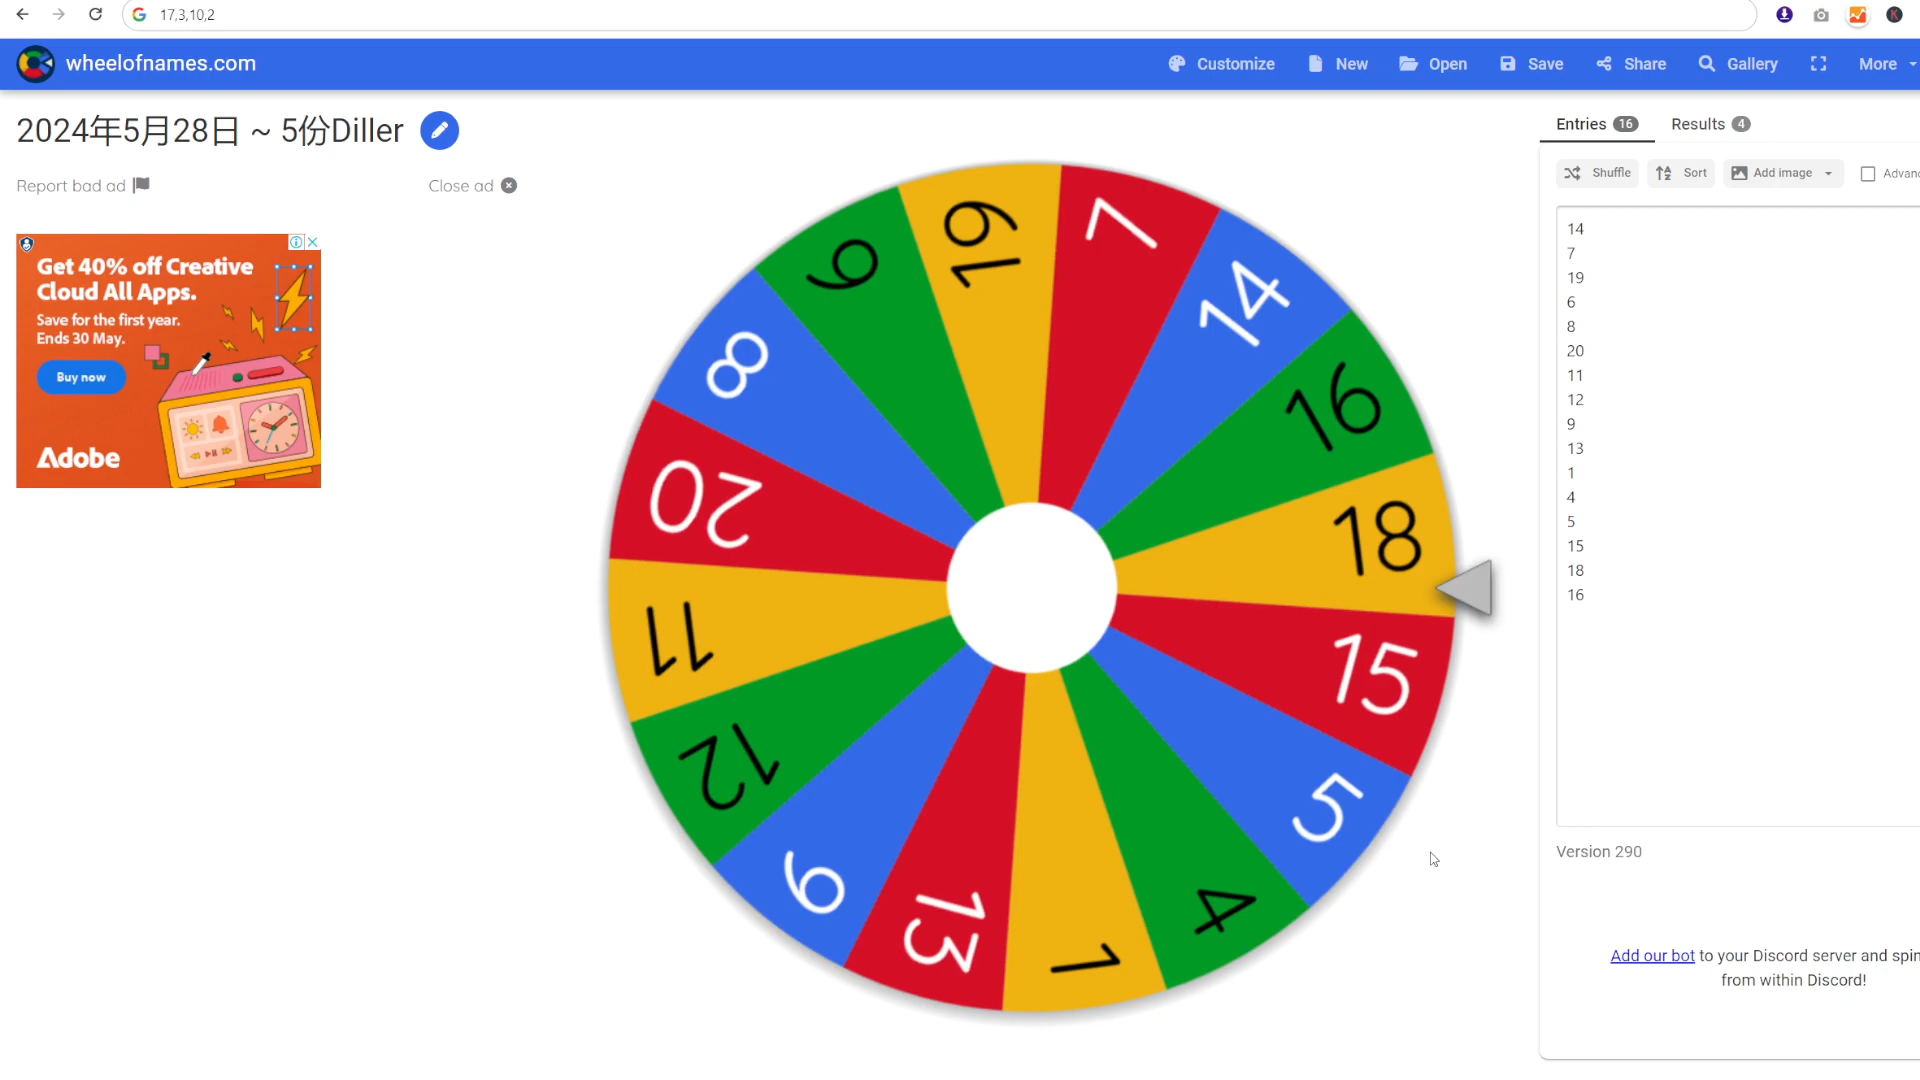 17,3,10,2
wheelofnames.com
Customize
New
Open
Save
Share
Gallery
More
2024年5月28日 ~ 5份Diller
Report bad ad
Close ad
Get 40% off Creative
Cloud All Apps.
Save for the first year.
Ends 30 May.
Buy now
Adobe
7
14
16
18
15
5
4
1
13
9
12
11
20
8
6
19
Entries 16
Results 4
Shuffle
Sort
Add image
Advan
14
7
19
6
8
20
11
12
9
13
1
4
5
15
18
16
Version 290
Add our bot to your Discord server and spin
from within Discord!